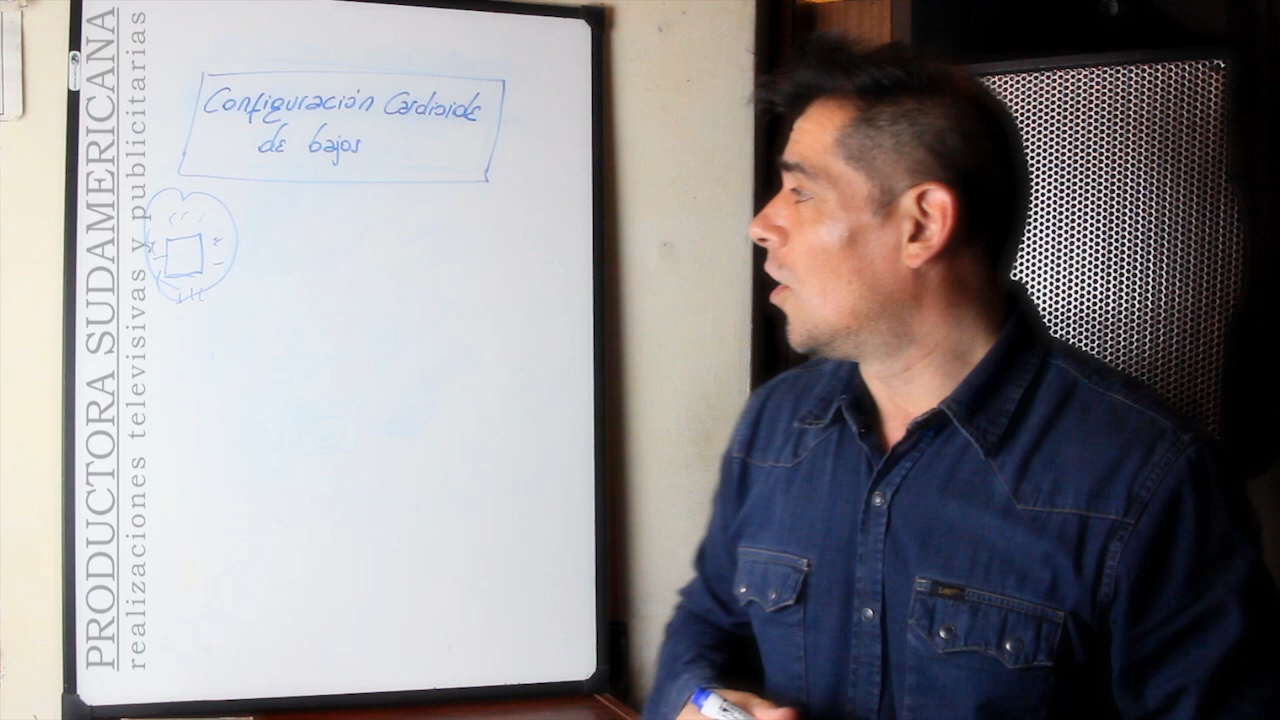 PRODUCTORA SUDAMERICANA
realizaciones televisivas y publicitarias
Configuración Cardioide
de bajos